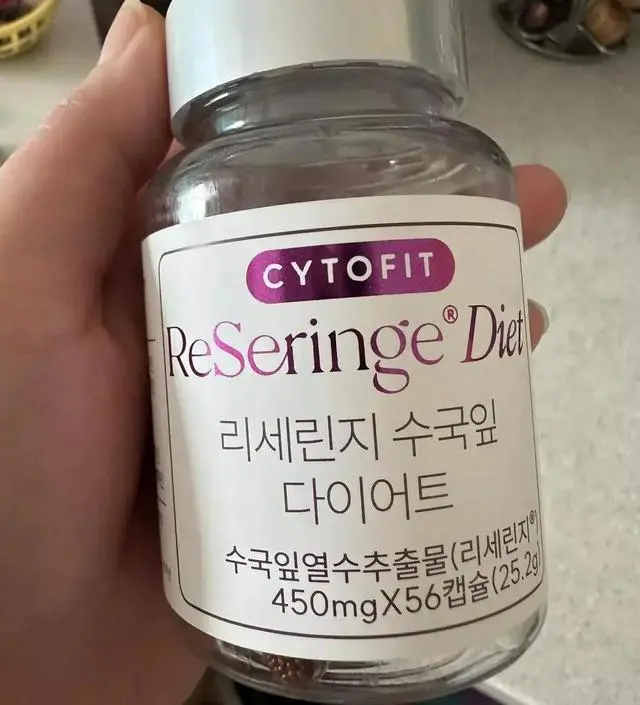 CYTOFIT
ReSeringe® Diet
리세린지 수국잎
다이어트
수국잎열수추출물(리세린지®)
450mgX56캡슐(25.2g)